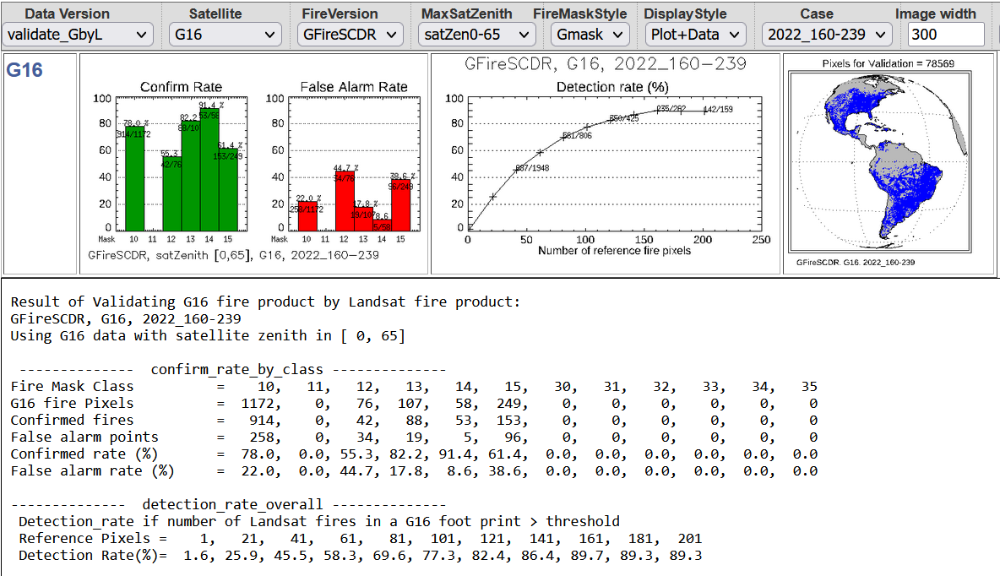 Data Version Satellite FireVersion MaxSatZenith FireMaskStyle DisplayStyle Case Image width
validate_GbyL G16 GFireSCDR satZen0-65 Gmask Plot+Data 2022_160-239 300
G16
Confirm Rate
100
80
60
40
20
0
78.0 %
914/1172
55.3
42/76
82.2
88/10
91.4 %
53/58
61.4 %
153/249
Mask 10 11 12 13 14 15
False Alarm Rate
100
80
60
40
20
0
22.0 %
258/1172
44.7 %
34/76
17.8 %
19/107
8.6
5/58
38.6 %
96/249
Mask 10 11 12 13 14 15
GFireSCDR, satZenith [0,65], G16, 2022_160-239
GFireSCDR, G16, 2022_160-239
Detection rate (%)
100
80
60
40
20
0
887/1948
561/806
350/425
235/262
142/159
0 50 100 150 200 250
Number of reference fire pixels
Pixels for Validation = 78569
GFireSCDR. G16. 2022_160-239
Result of Validating G16 fire product by Landsat fire product:
GFireSCDR, G16, 2022_160-239
Using G16 data with satellite zenith in [ 0, 65]
-------------- confirm_rate_by_class --------------
Fire Mask Class = 10, 11, 12, 13, 14, 15, 30, 31, 32, 33, 34, 35
G16 fire Pixels = 1172, 0, 76, 107, 58, 249, 0, 0, 0, 0, 0, 0
Confirmed fires = 914, 0, 42, 88, 53, 153, 0, 0, 0, 0, 0, 0
False alarm points = 258, 0, 34, 19, 5, 96, 0, 0, 0, 0, 0, 0
Confirmed rate (%) = 78.0, 0.0, 55.3, 82.2, 91.4, 61.4, 0.0, 0.0, 0.0, 0.0, 0.0, 0.0
False alarm rate (%) = 22.0, 0.0, 44.7, 17.8, 8.6, 38.6, 0.0, 0.0, 0.0, 0.0, 0.0, 0.0
-------------- detection_rate_overall --------------
Detection_rate if number of Landsat fires in a G16 foot print > threshold
Reference Pixels = 1, 21, 41, 61, 81, 101, 121, 141, 161, 181, 201
Detection Rate(%)= 1.6, 25.9, 45.5, 58.3, 69.6, 77.3, 82.4, 86.4, 89.7, 89.3, 89.3